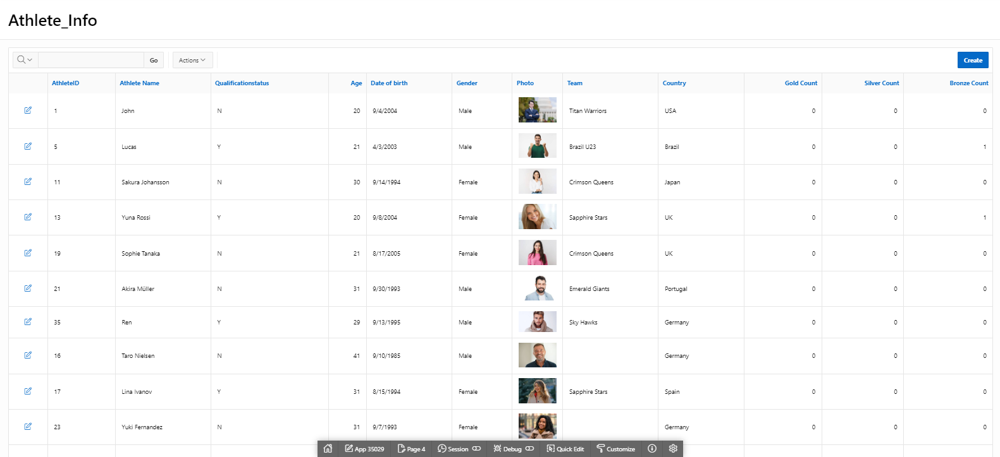 Athlete_Info
Go
Actions
Create
AthleteID Athlete Name Qualificationstatus Age Date of birth Gender Photo Team Country Gold Count Silver Count Bronze Count
1 John N 20 9/4/2004 Male Titan Warriors USA 0 0 0
5 Lucas Y 21 4/3/2003 Male Brazil U23 Brazil 0 0 1
11 Sakura Johansson N 30 9/14/1994 Female Crimson Queens Japan 0 0 0
13 Yuna Rossi Y 20 9/8/2004 Female Sapphire Stars UK 0 0 1
19 Sophie Tanaka N 21 8/17/2005 Female Crimson Queens UK 0 0 0
21 Akira Müller N 31 9/30/1993 Male Emerald Giants Portugal 0 0 0
35 Ren Y 29 9/13/1995 Male Sky Hawks Germany 0 0 0
16 Taro Nielsen N 41 9/10/1985 Male Germany 0 0 0
17 Lina Ivanov Y 31 8/15/1994 Female Sapphire Stars Spain 0 0 0
23 Yuki Fernandez N 31 9/7/1993 Female Germany 0 0 0
App 35029 Page 4 Session Debug Quick Edit Customize